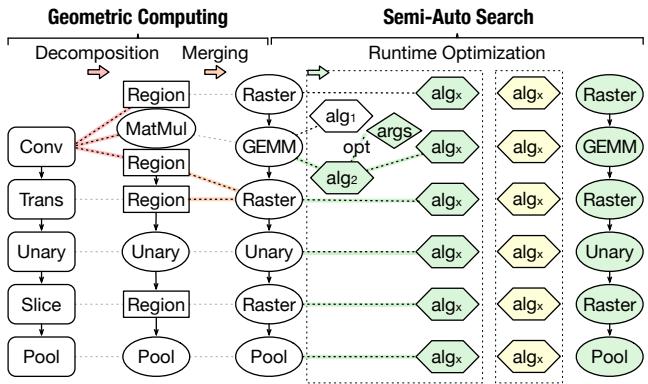 Geometric Computing Semi-Auto Search
Decomposition Merging Runtime Optimization
Region Raster algₓ algₓ Raster
alg₁
MatMul args
Conv GEMM opt algₓ algₓ GEMM
Region
alg₂
Trans Region Raster algₓ algₓ Raster
Unary Unary Unary algₓ algₓ Unary
Slice Region Raster algₓ algₓ Raster
Pool Pool Pool algₓ algₓ Pool